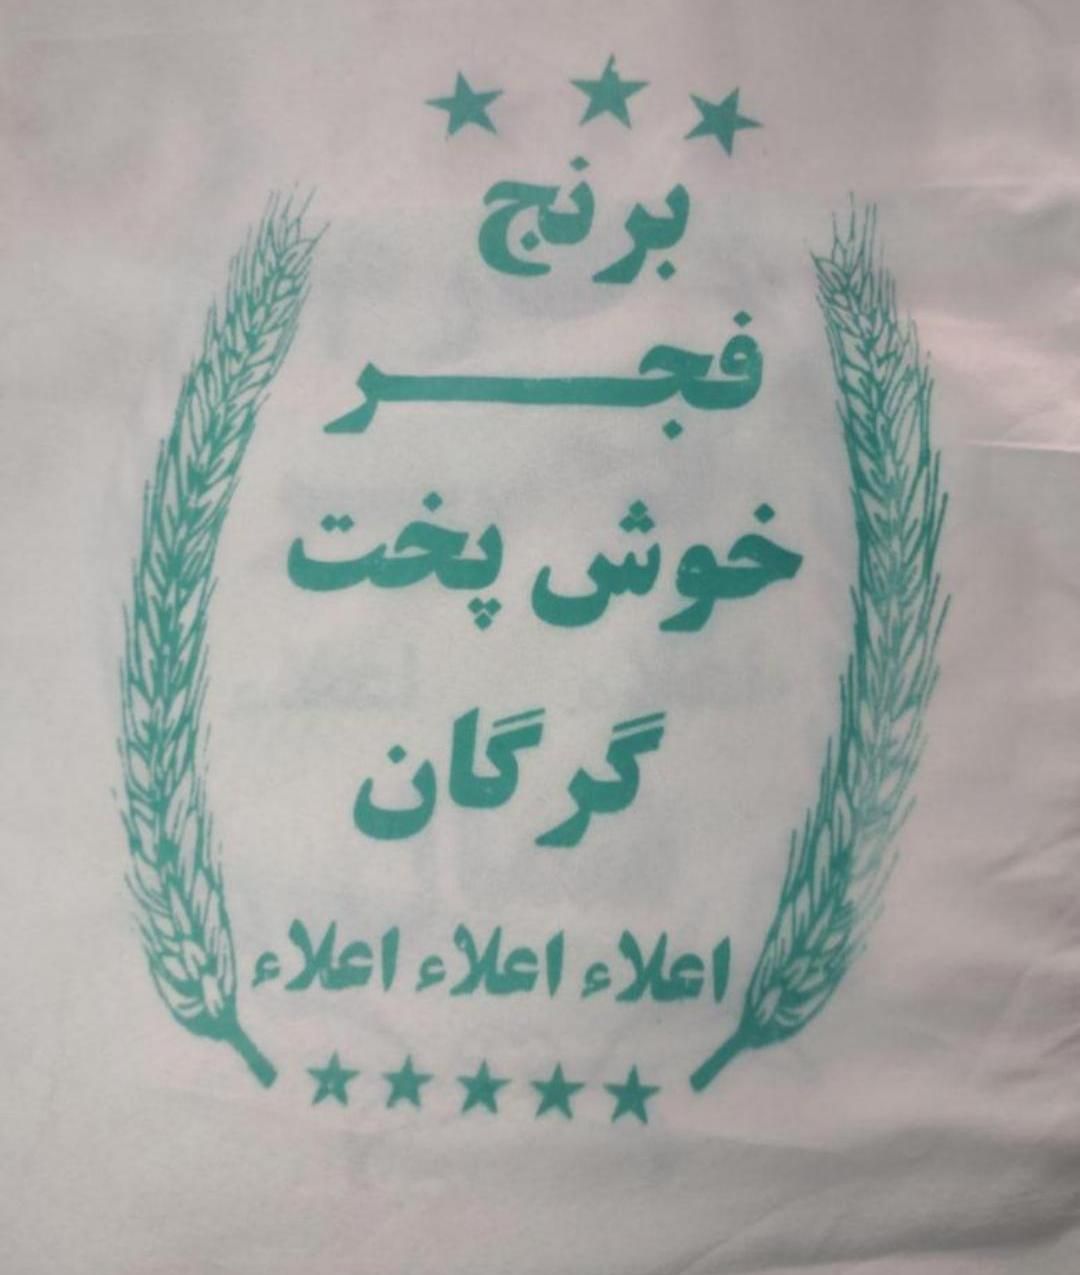 برنج
فجر
خوش پخت
گرگان
اعلاء اعلاء اعلاء